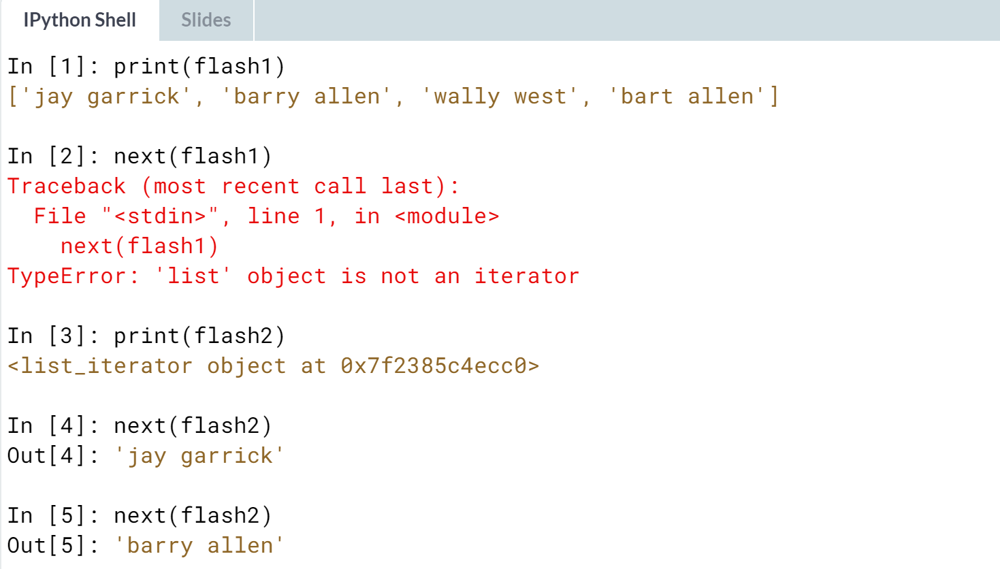 IPython Shell Slides
In [1]: print(flash1)
['jay garrick', 'barry allen', 'wally west', 'bart allen']
In [2]: next(flash1)
Traceback (most recent call last):
  File "<stdin>", line 1, in <module>
    next(flash1)
TypeError: 'list' object is not an iterator
In [3]: print(flash2)
<list_iterator object at 0x7f2385c4ecc0>
In [4]: next(flash2)
Out[4]: 'jay garrick'
In [5]: next(flash2)
Out[5]: 'barry allen'